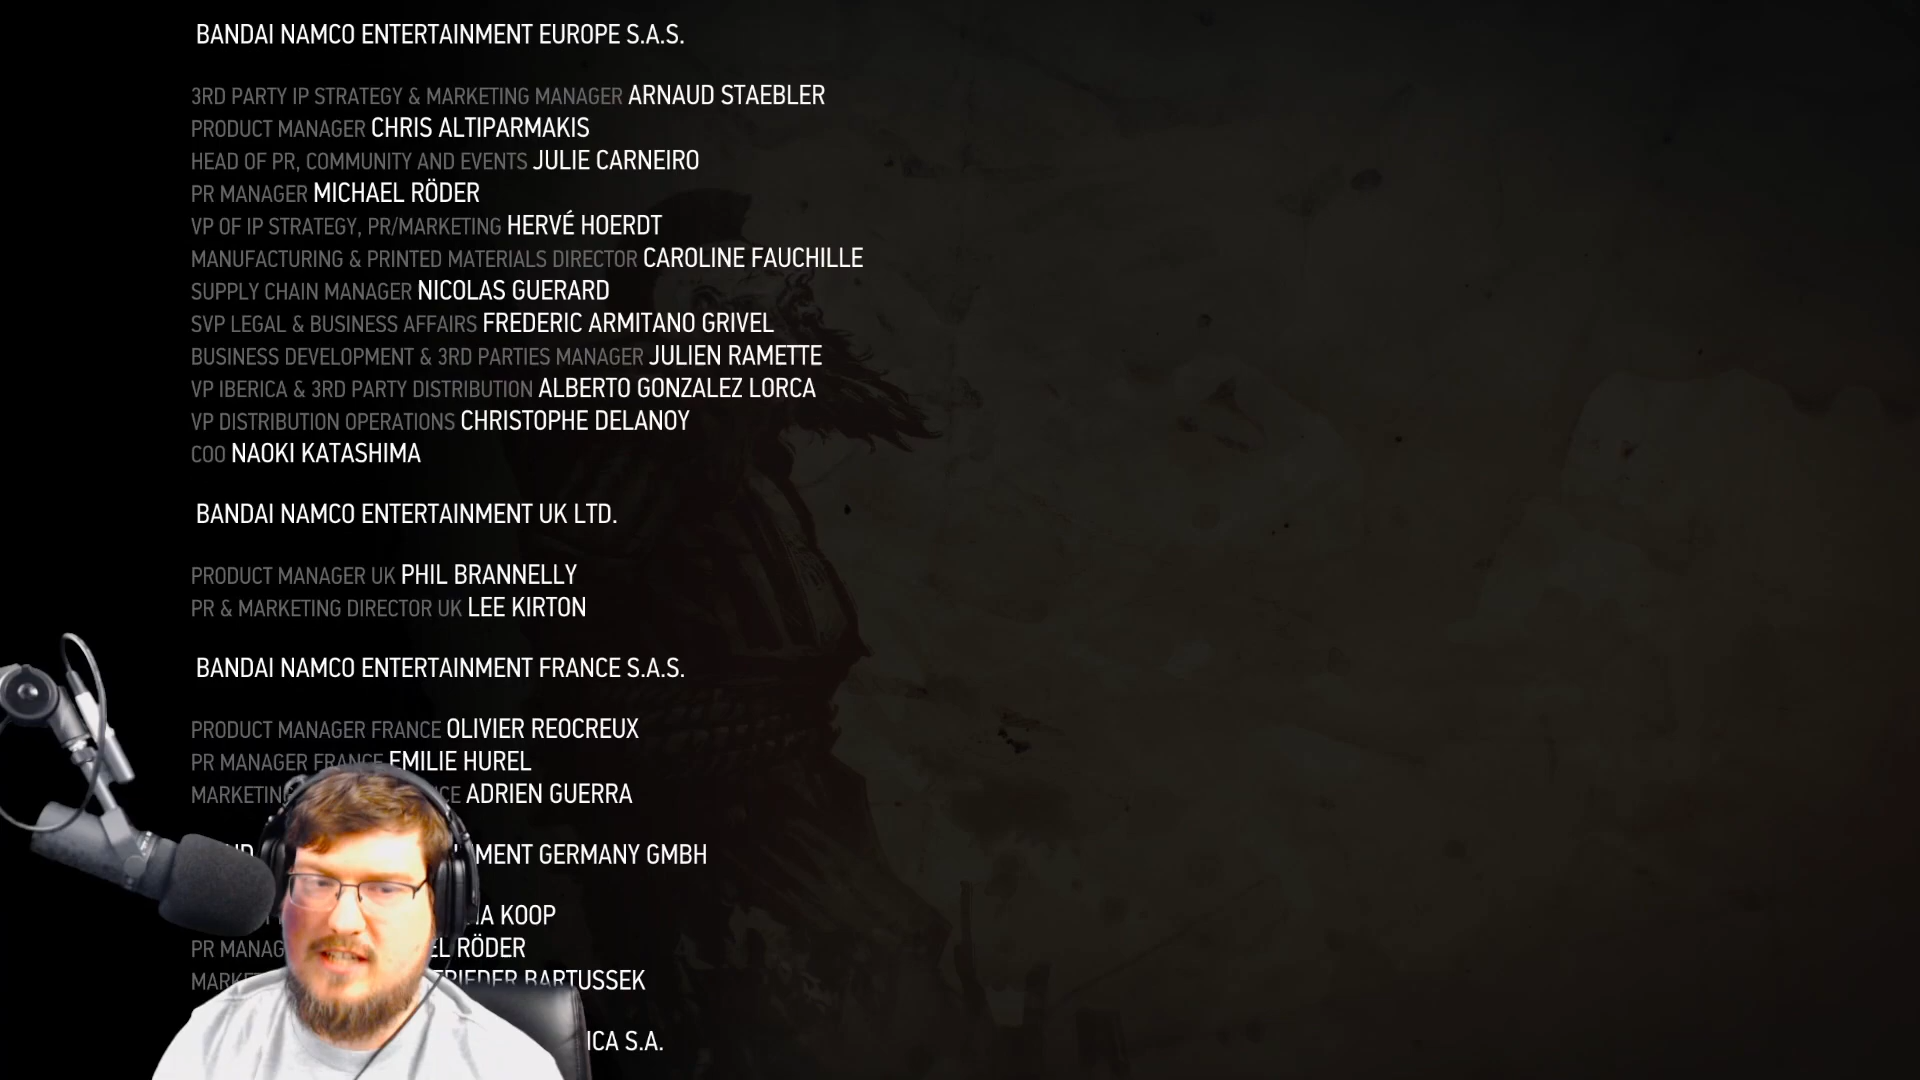 BANDAI NAMCO ENTERTAINMENT EUROPE S.A.S.
3RD PARTY IP STRATEGY & MARKETING MANAGER ARNAUD STAEBLER
PRODUCT MANAGER CHRIS ALTIPARMAKIS
HEAD OF PR, COMMUNITY AND EVENTS JULIE CARNEIRO
PR MANAGER MICHAEL RÖDER
VP OF IP STRATEGY, PR/MARKETING HERVÉ HOERDT
MANUFACTURING & PRINTED MATERIALS DIRECTOR CAROLINE FAUCHILLE
SUPPLY CHAIN MANAGER NICOLAS GUERARD
SVP LEGAL & BUSINESS AFFAIRS FREDERIC ARMITANO GRIVEL
BUSINESS DEVELOPMENT & 3RD PARTIES MANAGER JULIEN RAMETTE
VP IBERICA & 3RD PARTY DISTRIBUTION ALBERTO GONZALEZ LORCA
VP DISTRIBUTION OPERATIONS CHRISTOPHE DELANOY
COO NAOKI KATASHIMA
BANDAI NAMCO ENTERTAINMENT UK LTD.
PRODUCT MANAGER UK PHIL BRANNELLY
PR & MARKETING DIRECTOR UK LEE KIRTON
BANDAI NAMCO ENTERTAINMENT FRANCE S.A.S.
PRODUCT MANAGER FRANCE OLIVIER REOCREUX
PR MANAGER FRANCE EMILIE HUREL
MARKETING ADRIEN GUERRA
GERMANY GMBH
KOOP
PR RÖDER
BARTUSSEK
S.A.